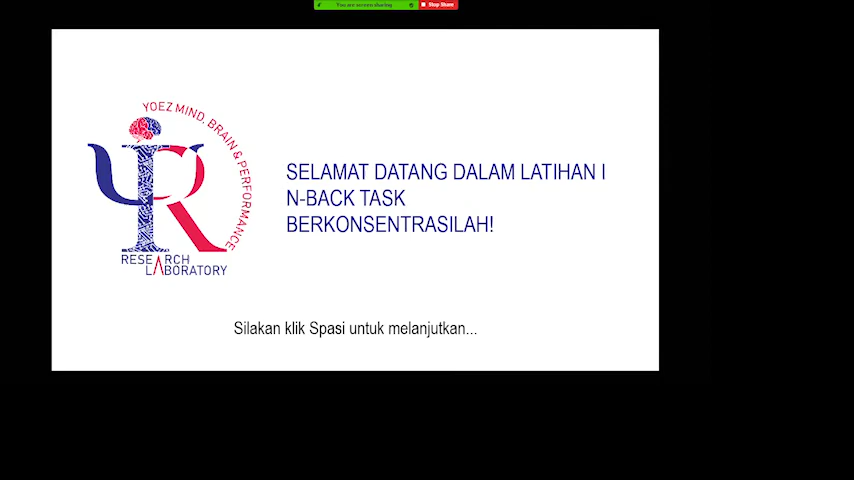 You are screen sharing
Stop Share
YOEZ MIND, BRAIN & PERFORMANCE
SELAMAT DATANG DALAM LATIHAN I
N-BACK TASK
BERKONSENTRASILAH!
RESEARCH
LABORATORY
Silakan klik Spasi untuk melanjutkan...